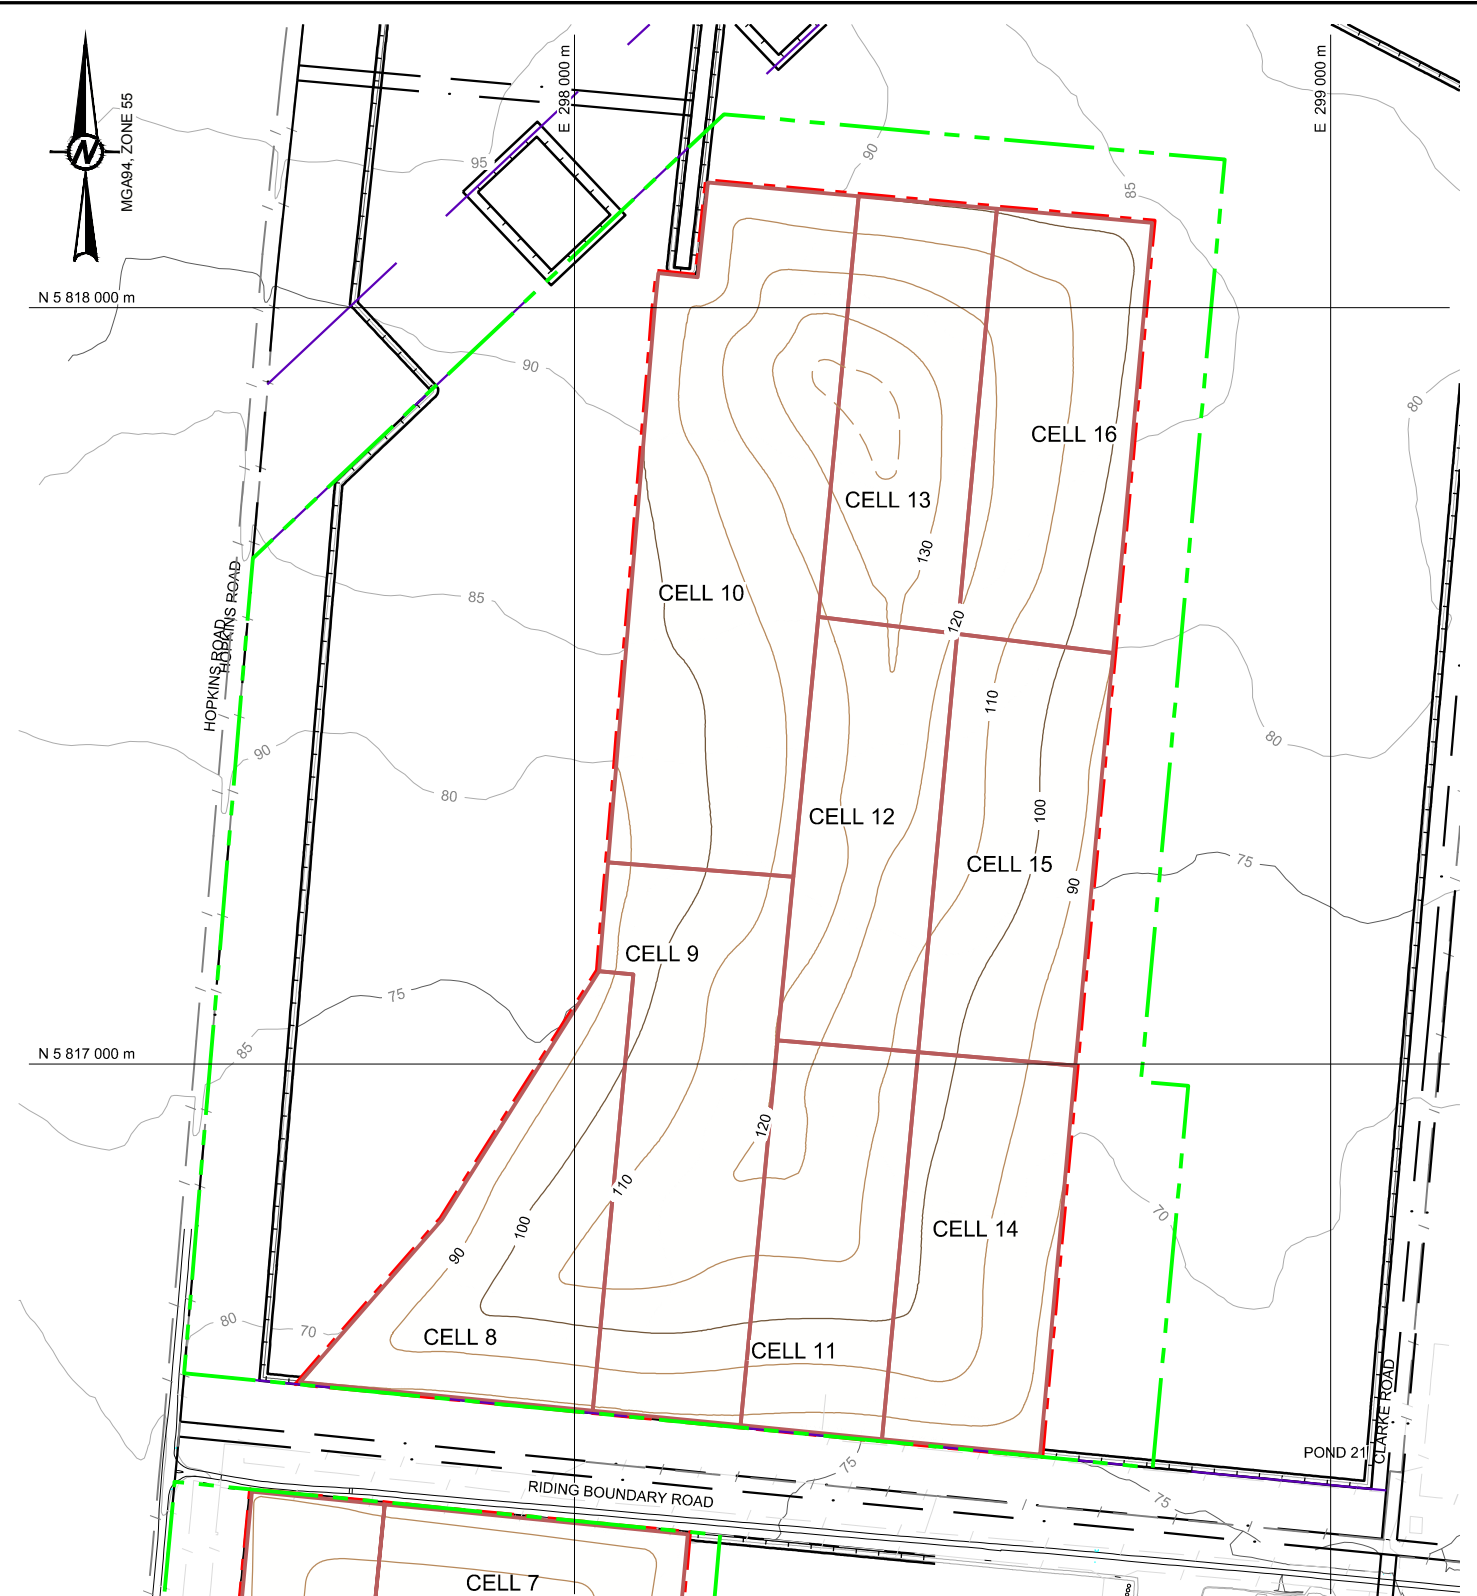 E 298 000 m
E 299 000 m
MGA94, ZONE 55
N
95
90
85
N 5 818 000 m
90
80
CELL 16
CELL 13
130
HOPKINS ROAD
HOPKINS ROAD
85
CELL 10
120
110
90
80
80
CELL 12
100
CELL 15
75
90
CELL 9
75
N 5 817 000 m
85
120
110
70
100
CELL 14
90
80
70
CELL 8
CELL 11
CLARKE ROAD
POND 21
75
RIDING BOUNDARY ROAD
75
CELL 7